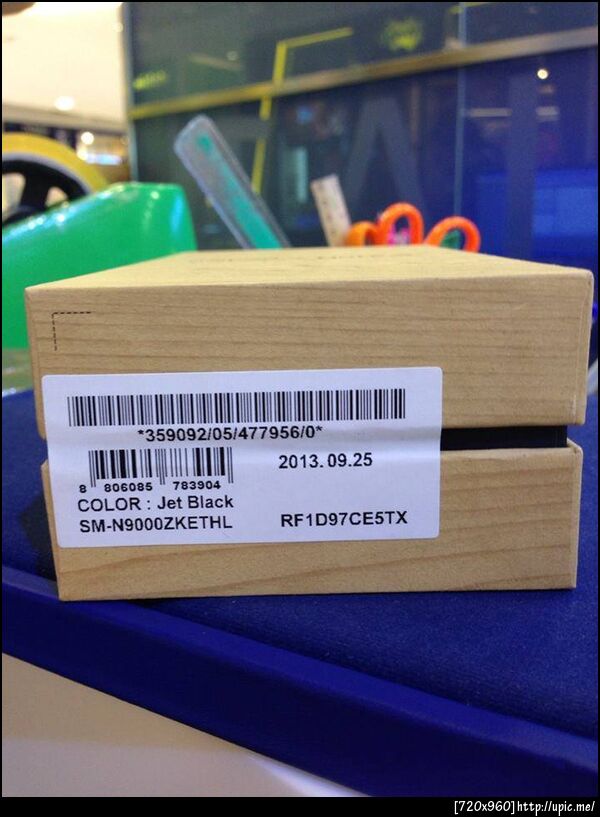 *359092/05/477956/0*
8 806085 783904
2013.09.25
COLOR : Jet Black
SM-N9000ZKETHL
RF1D97CE5TX
[720x960]http://upic.me/